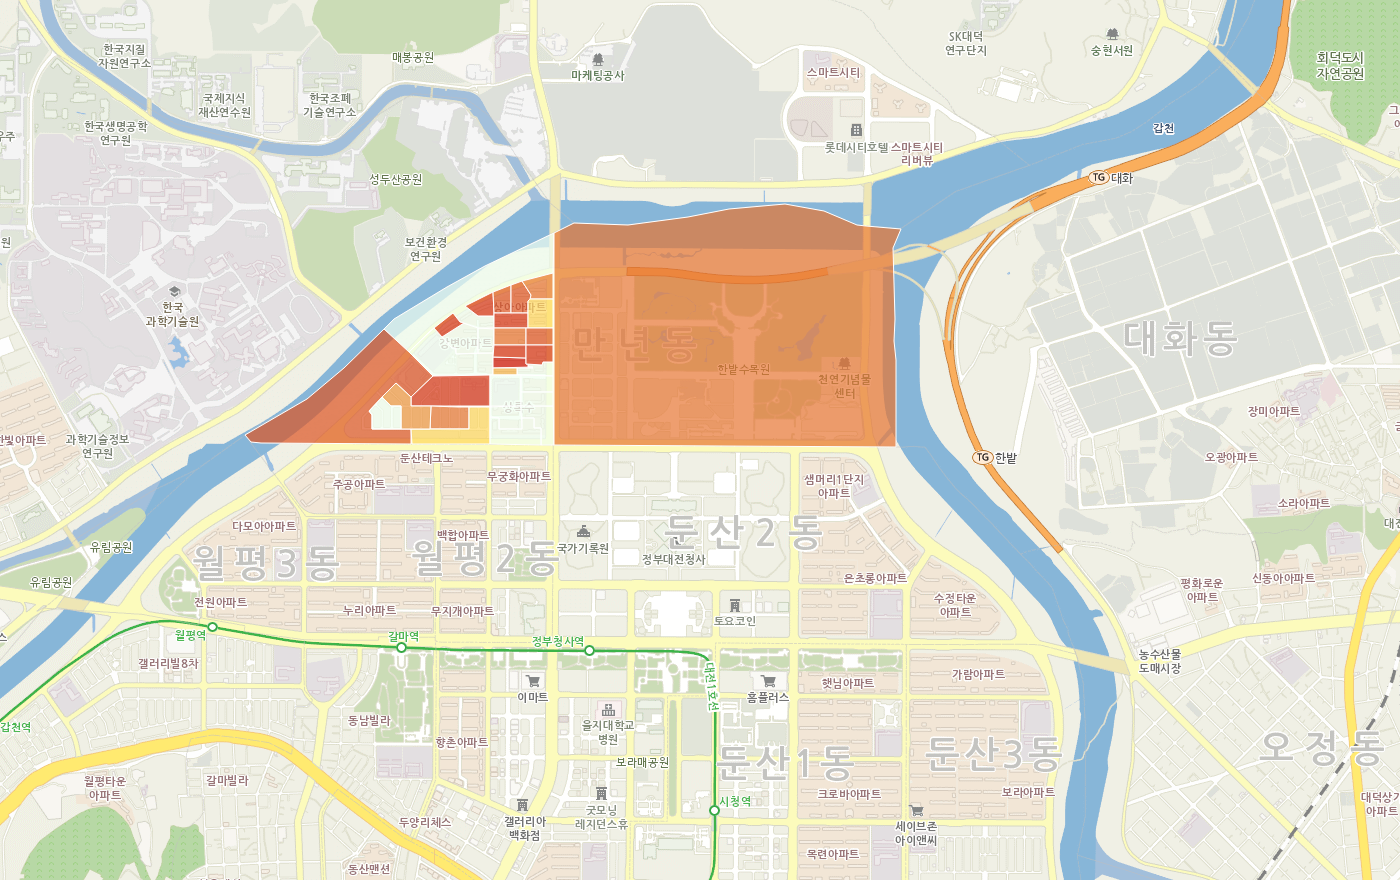 SK대덕
연구단지
숭현서원
한국지질
자원연구소
매봉공원
마케팅공사
스마트시티
회덕도시
자연공원
국제지식
재산연수원
한국조폐
기술연구소
한국생명공학
연구원
갑천
롯데시티호텔
스마트시티
리버뷰
성두산공원
TG 대화
보건환경
연구원
한국
과학기술원
상아아파트
강변아파트
만년동
대화동
한밭수목원
천연기념물
센터
상록수
장미아파트
한빛아파트
과학기술정보
연구원
둔산테크노
TG 한밭
오광아파트
주공아파트
무궁화아파트
샘머리1단지
아파트
소라아파트
다모아아파트
백합아파트
둔산2동
유림공원
월평3동
월평2동
국가기록원
정부대전청사
유림공원
은초롱아파트
신동아아파트
평화로운
아파트
전원아파트
누리아파트
무지개아파트
수정타운
아파트
토요코인
월평역
갈마역
정부청사역
농수산물
도매시장
갤러리빌8차
대전1호선
이마트
홈플러스
햇님아파트
가람아파트
갑천역
동남빌라
을지대학교
병원
향촌아파트
보라매공원
둔산1동
둔산3동
오정동
월평타운
아파트
갈마빌라
크로바아파트
보라아파트
시청역
갤러리아
백화점
굿모닝
레지던스휴
두양리체스
세이브존
아이앤씨
목련아파트
동산맨션